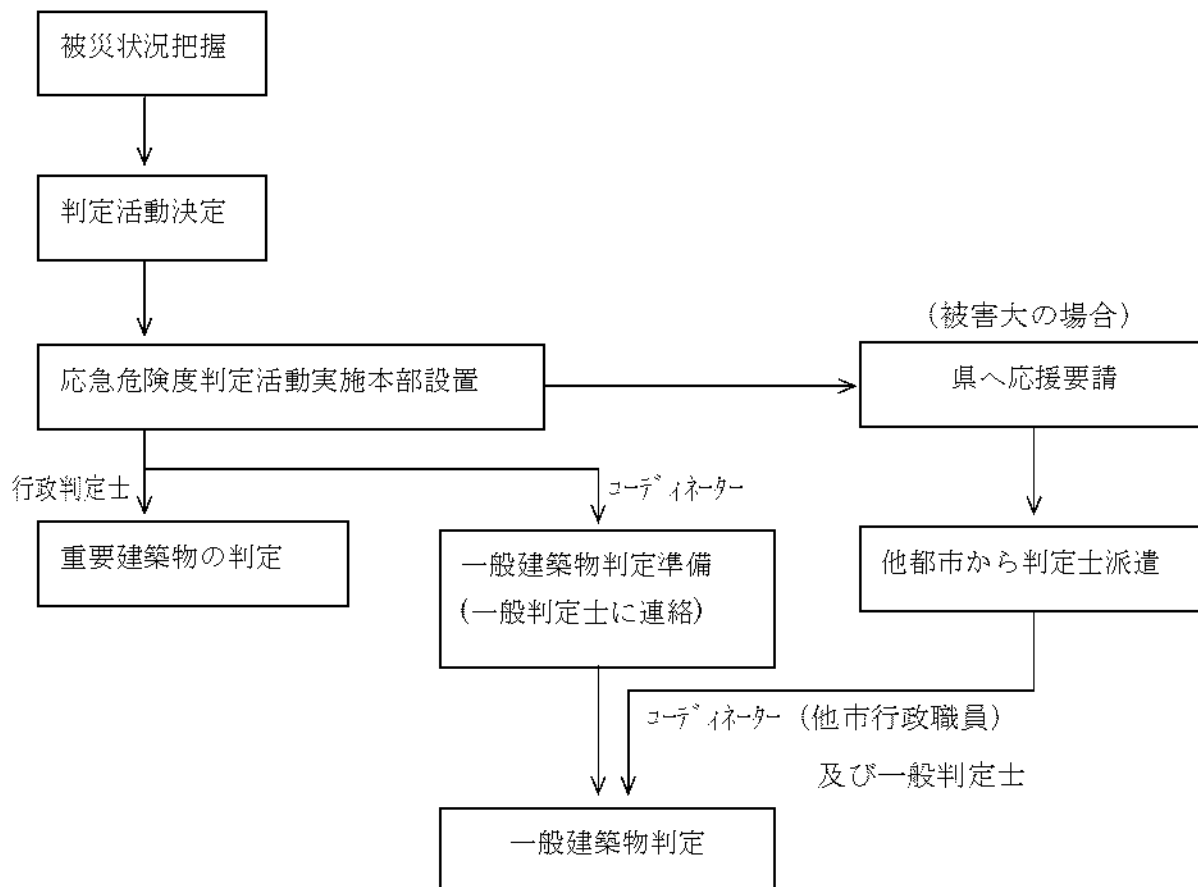 被災状況把握
判定活動決定
(被害大の場合)
応急危険度判定活動実施本部設置
県へ応援要請
行政判定士
コーディネーター
重要建築物の判定
一般建築物判定準備
(一般判定士に連絡)
他都市から判定士派遣
コーディネーター (他市行政職員)
及び一般判定士
一般建築物判定